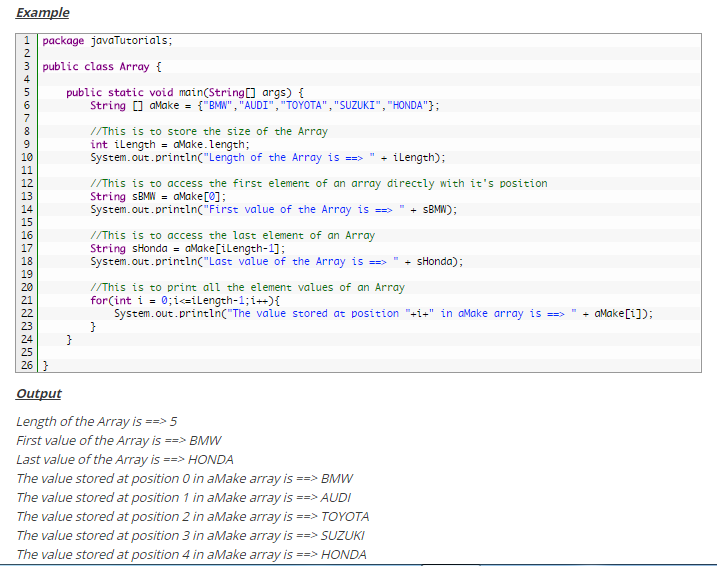 Example
1 package javaTutorials;
2
3 public class Array {
4
5     public static void main(String[] args) {
6         String [] aMake = {"BMW","AUDI","TOYOTA","SUZUKI","HONDA"};
7
8         //This is to store the size of the Array
9         int iLength = aMake.length;
10         System.out.println("Length of the Array is ==> " + iLength);
11
12         //This is to access the first element of an array directly with it's position
13         String sBMW = aMake[0];
14         System.out.println("First value of the Array is ==> " + sBMW);
15
16         //This is to access the last element of an Array
17         String sHonda = aMake[iLength-1];
18         System.out.println("Last value of the Array is ==> " + sHonda);
19
20         //This is to print all the element values of an Array
21         for(int i = 0;i<=iLength-1;i++){
22             System.out.println("The value stored at position "+i+" in aMake array is ==> " + aMake[i]);
23         }
24     }
25
26 }
Output
Length of the Array is ==> 5
First value of the Array is ==> BMW
Last value of the Array is ==> HONDA
The value stored at position 0 in aMake array is ==> BMW
The value stored at position 1 in aMake array is ==> AUDI
The value stored at position 2 in aMake array is ==> TOYOTA
The value stored at position 3 in aMake array is ==> SUZUKI
The value stored at position 4 in aMake array is ==> HONDA